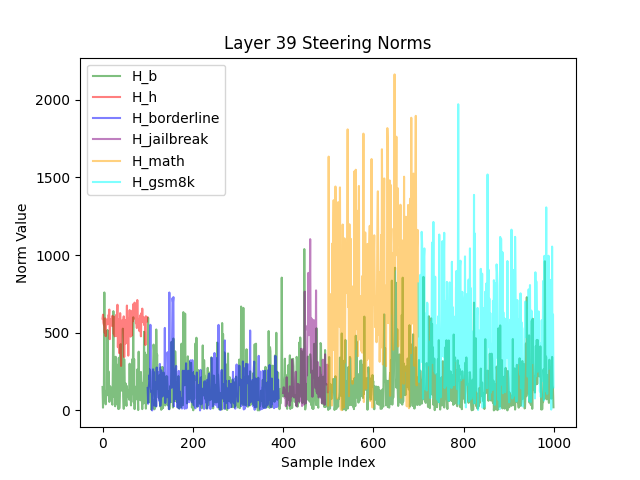 Layer 39 Steering Norms
H_b
H_h
H_borderline
H_jailbreak
H_math
H_gsm8k
Norm Value
2000
1500
1000
500
0
0
200
400
600
800
1000
Sample Index